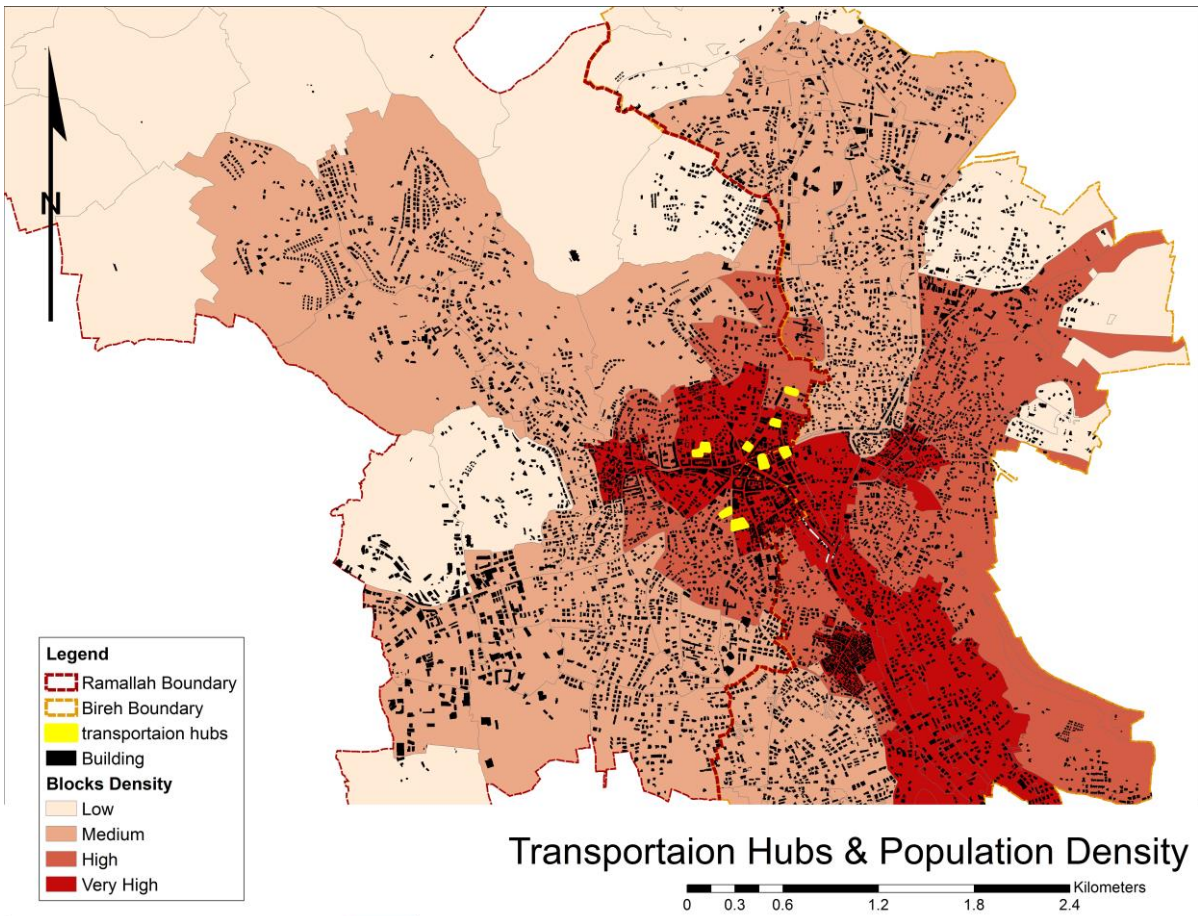 N
Legend
Ramallah Boundary
Bireh Boundary
transportaion hubs
Building
Blocks Density
Low
Medium
High
Very High
Transportaion Hubs & Population Density
Kilometers
0 0.3 0.6 1.2 1.8 2.4